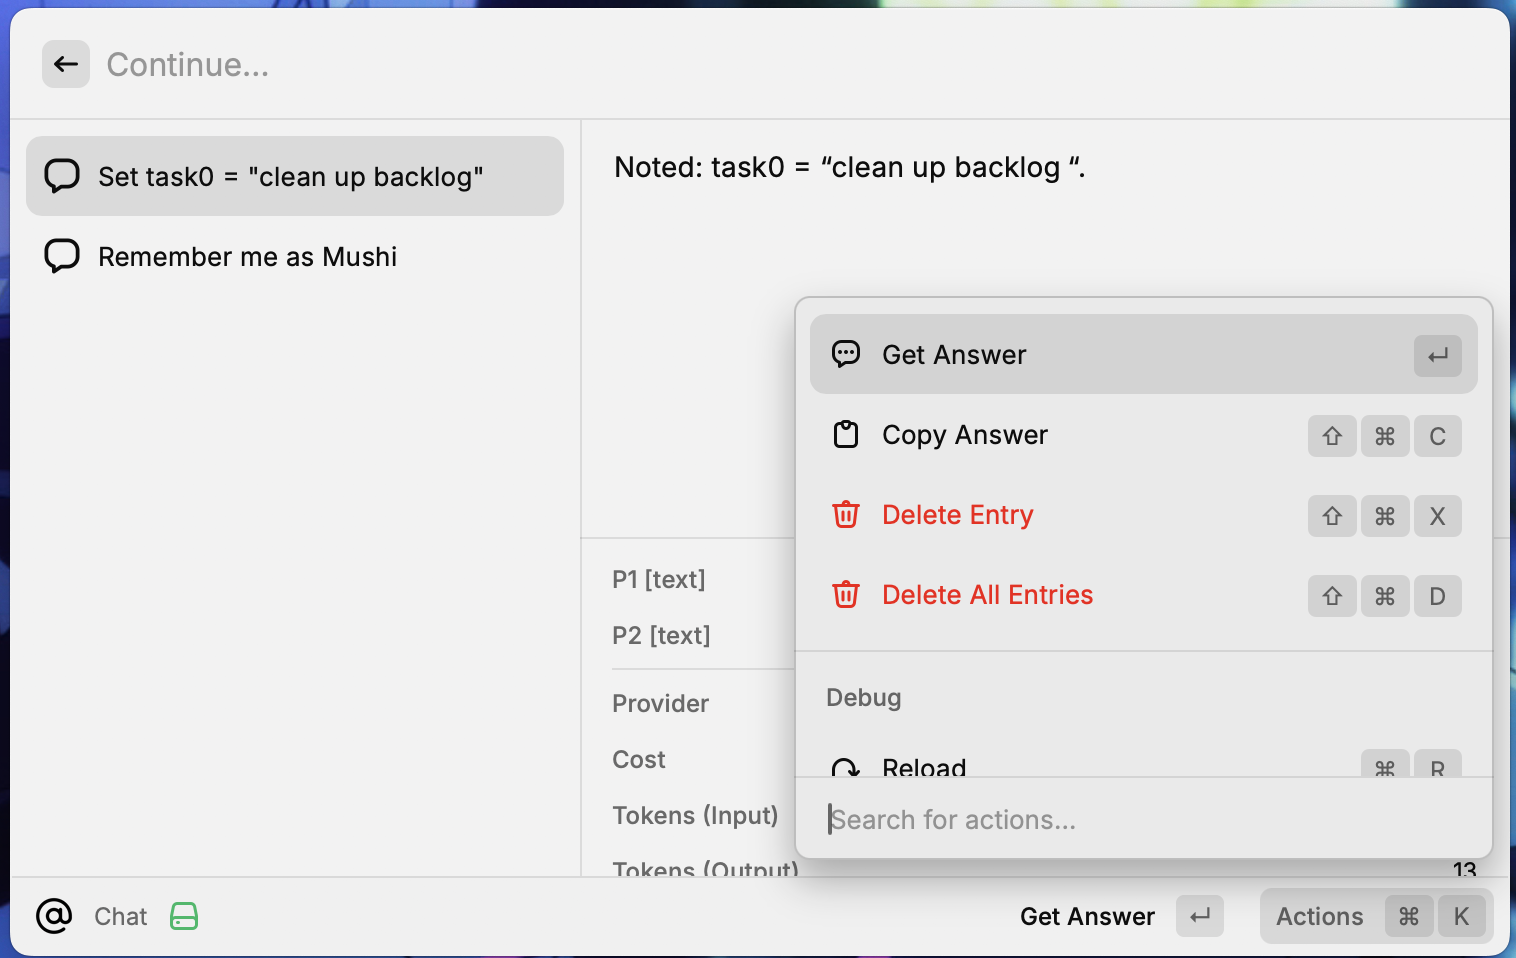 Continue...
Set task0 = "clean up backlog"
Remember me as Mushi
Noted: task0 = “clean up backlog “.
Get Answer
Copy Answer ⇧ ⌘ C
Delete Entry ⇧ ⌘ X
Delete All Entries ⇧ ⌘ D
Debug
Reload ⌘ R
Search for actions...
P1 [text]
P2 [text]
Provider
Cost
Tokens (Input)
Tokens (Output) 13
Chat
Get Answer
Actions ⌘ K